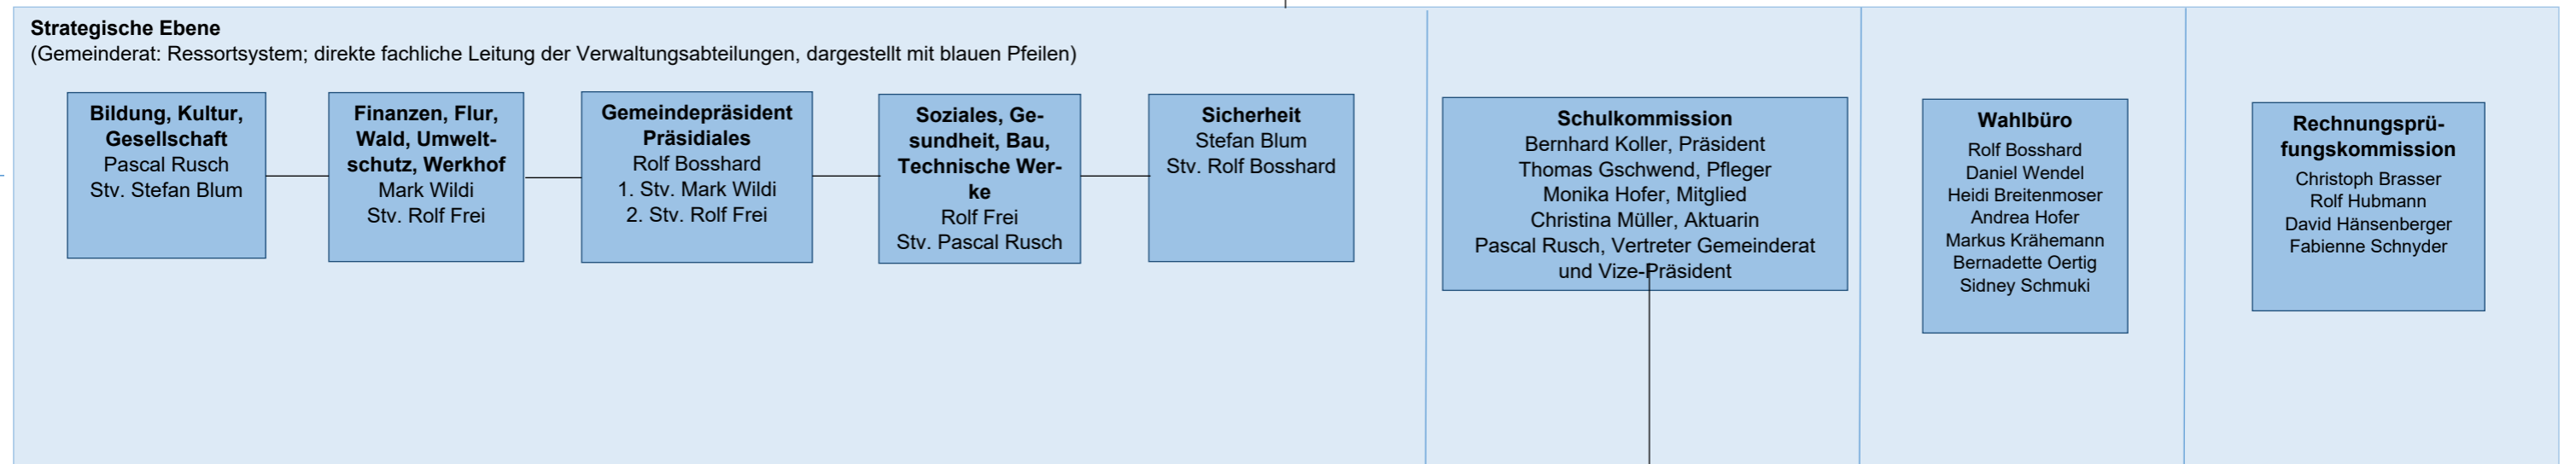 Strategische Ebene
(Gemeinderat: Ressortsystem; direkte fachliche Leitung der Verwaltungsabteilungen, dargestellt mit blauen Pfeilen)
Bildung, Kultur,
Gesellschaft
Pascal Rusch
Stv. Stefan Blum
Finanzen, Flur,
Wald, Umwelt-
schutz, Werkhof
Mark Wildi
Stv. Rolf Frei
Gemeindepräsident
Präsidiales
Rolf Bosshard
1. Stv. Mark Wildi
2. Stv. Rolf Frei
Soziales, Ge-
sundheit, Bau,
Technische Wer-
ke
Rolf Frei
Stv. Pascal Rusch
Sicherheit
Stefan Blum
Stv. Rolf Bosshard
Schulkommission
Bernhard Koller, Präsident
Thomas Gschwend, Pfleger
Monika Hofer, Mitglied
Christina Müller, Aktuarin
Pascal Rusch, Vertreter Gemeinderat
und Vize-Präsident
Wahlbüro
Rolf Bosshard
Daniel Wendel
Heidi Breitenmoser
Andrea Hofer
Markus Krähemann
Bernadette Oertig
Sidney Schmuki
Rechnungsprü-
fungskommission
Christoph Brasser
Rolf Hubmann
David Hänsenberger
Fabienne Schnyder